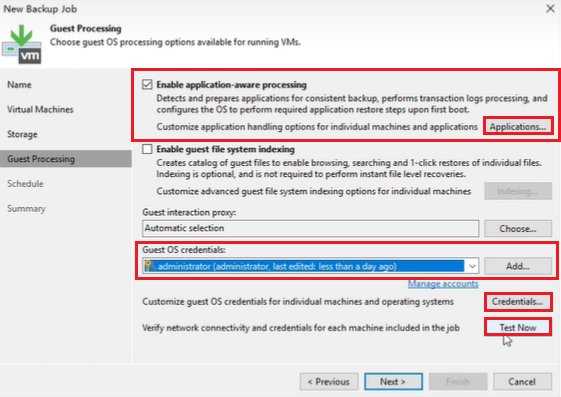 New Backup Job
Guest Processing
Choose guest OS processing options available for running VMs.
vm
Name
Virtual Machines
Storage
Guest Processing
Schedule
Summary
Enable application-aware processing
Detects and prepares applications for consistent backup, performs transaction logs processing, and
configures the OS to perform required application restore steps upon first boot.
Customize application handling options for individual machines and applications
Applications...
Enable guest file system indexing
Creates catalog of guest files to enable browsing, searching and 1-click restores of individual files.
Indexing is optional, and is not required to perform instant file level recoveries.
Customize advanced guest file system indexing options for individual machines
Indexing...
Guest interaction proxy:
Automatic selection
Choose...
Guest OS credentials:
administrator (administrator, last edited: less than a day ago)
Add...
Manage accounts
Customize guest OS credentials for individual machines and operating systems
Credentials...
Verify network connectivity and credentials for each machine included in the job
Test Now
< Previous
Next >
Finish
Cancel